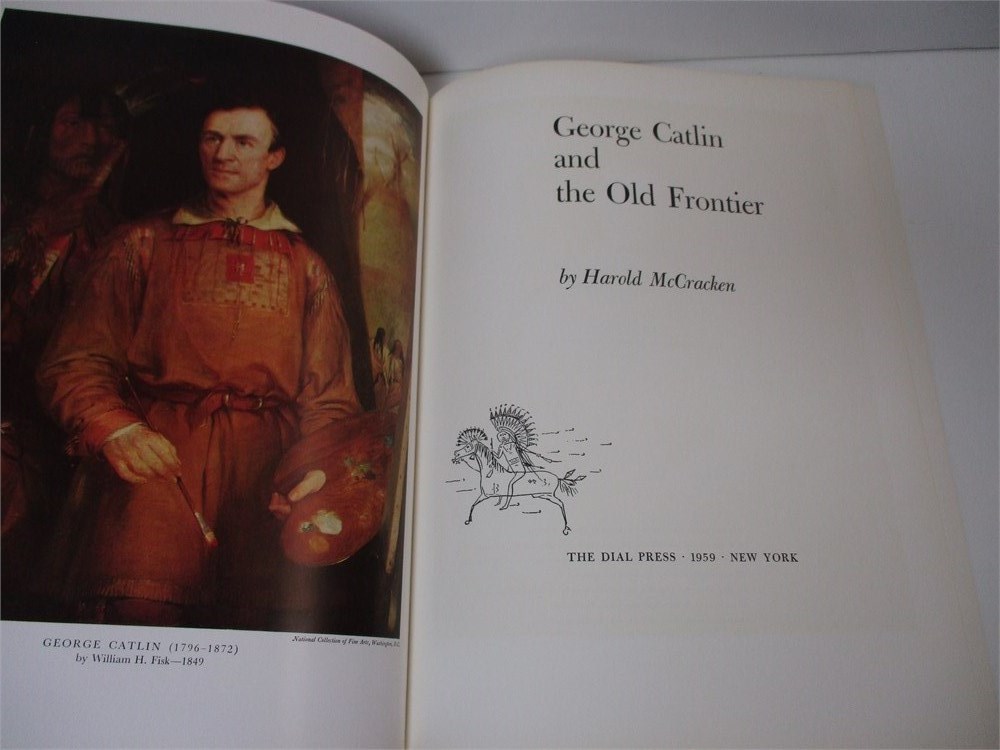 GEORGE CATLIN (1796-1872)
by William H. Fisk—1849
National Collection of Fine Arts, Washington, D.C.
George Catlin
and
the Old Frontier
by Harold McCracken
THE DIAL PRESS · 1959 · NEW YORK